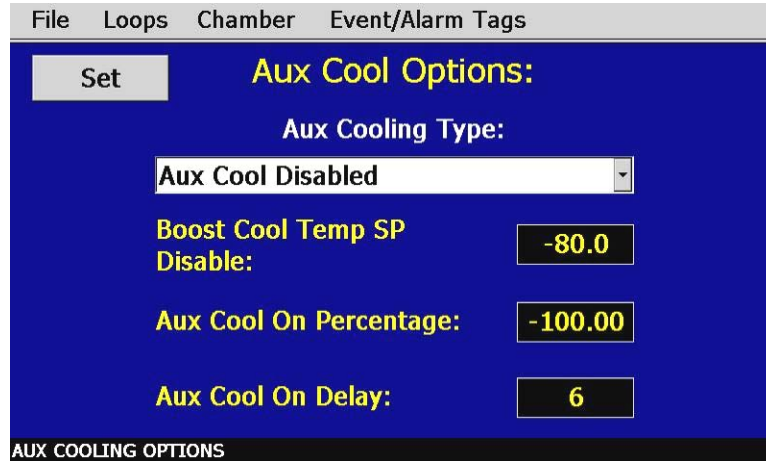 File Loops Chamber Event/Alarm Tags
Set
Aux Cool Options:
Aux Cooling Type:
Aux Cool Disabled
Boost Cool Temp SP
Disable:
-80.0
Aux Cool On Percentage:
-100.00
Aux Cool On Delay:
6
AUX COOLING OPTIONS